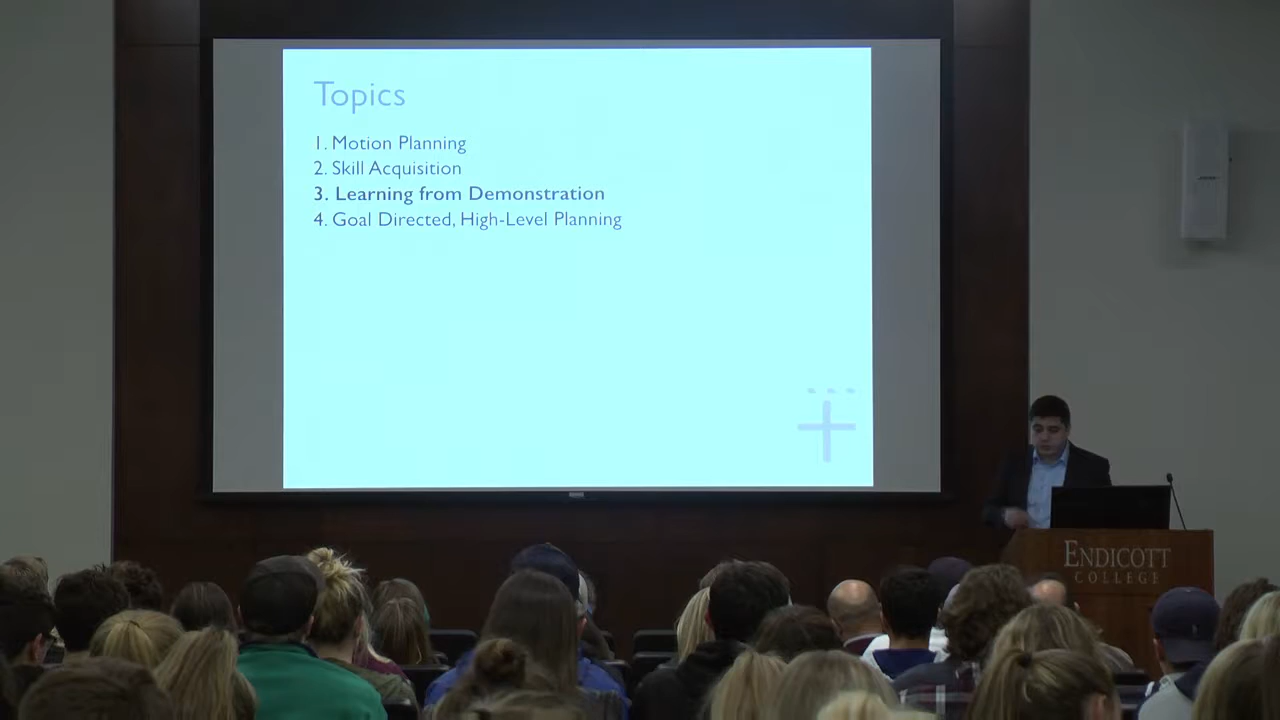 Topics
1. Motion Planning
2. Skill Acquisition
3. Learning from Demonstration
4. Goal Directed, High-Level Planning
ENDICOTT
COLLEGE